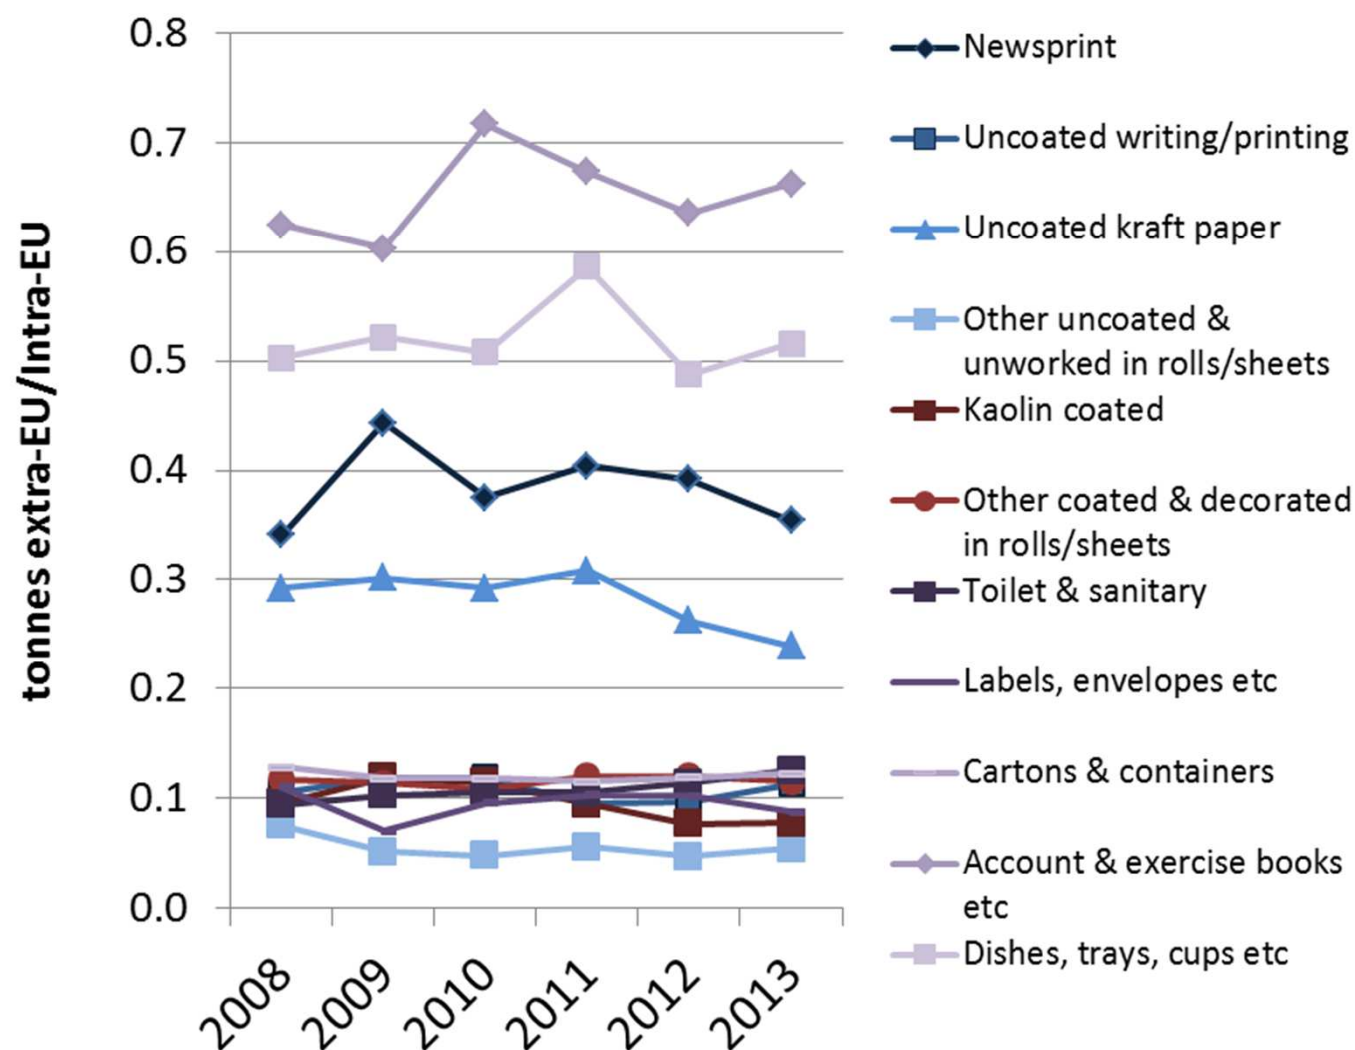 tonnes extra-EU/Intra-EU
0.8
0.7
0.6
0.5
0.4
0.3
0.2
0.1
0.0
2008
2009
2010
2011
2012
2013
Newsprint
Uncoated writing/printing
Uncoated kraft paper
Other uncoated &
unworked in rolls/sheets
Kaolin coated
Other coated & decorated
in rolls/sheets
Toilet & sanitary
Labels, envelopes etc
Cartons & containers
Account & exercise books
etc
Dishes, trays, cups etc